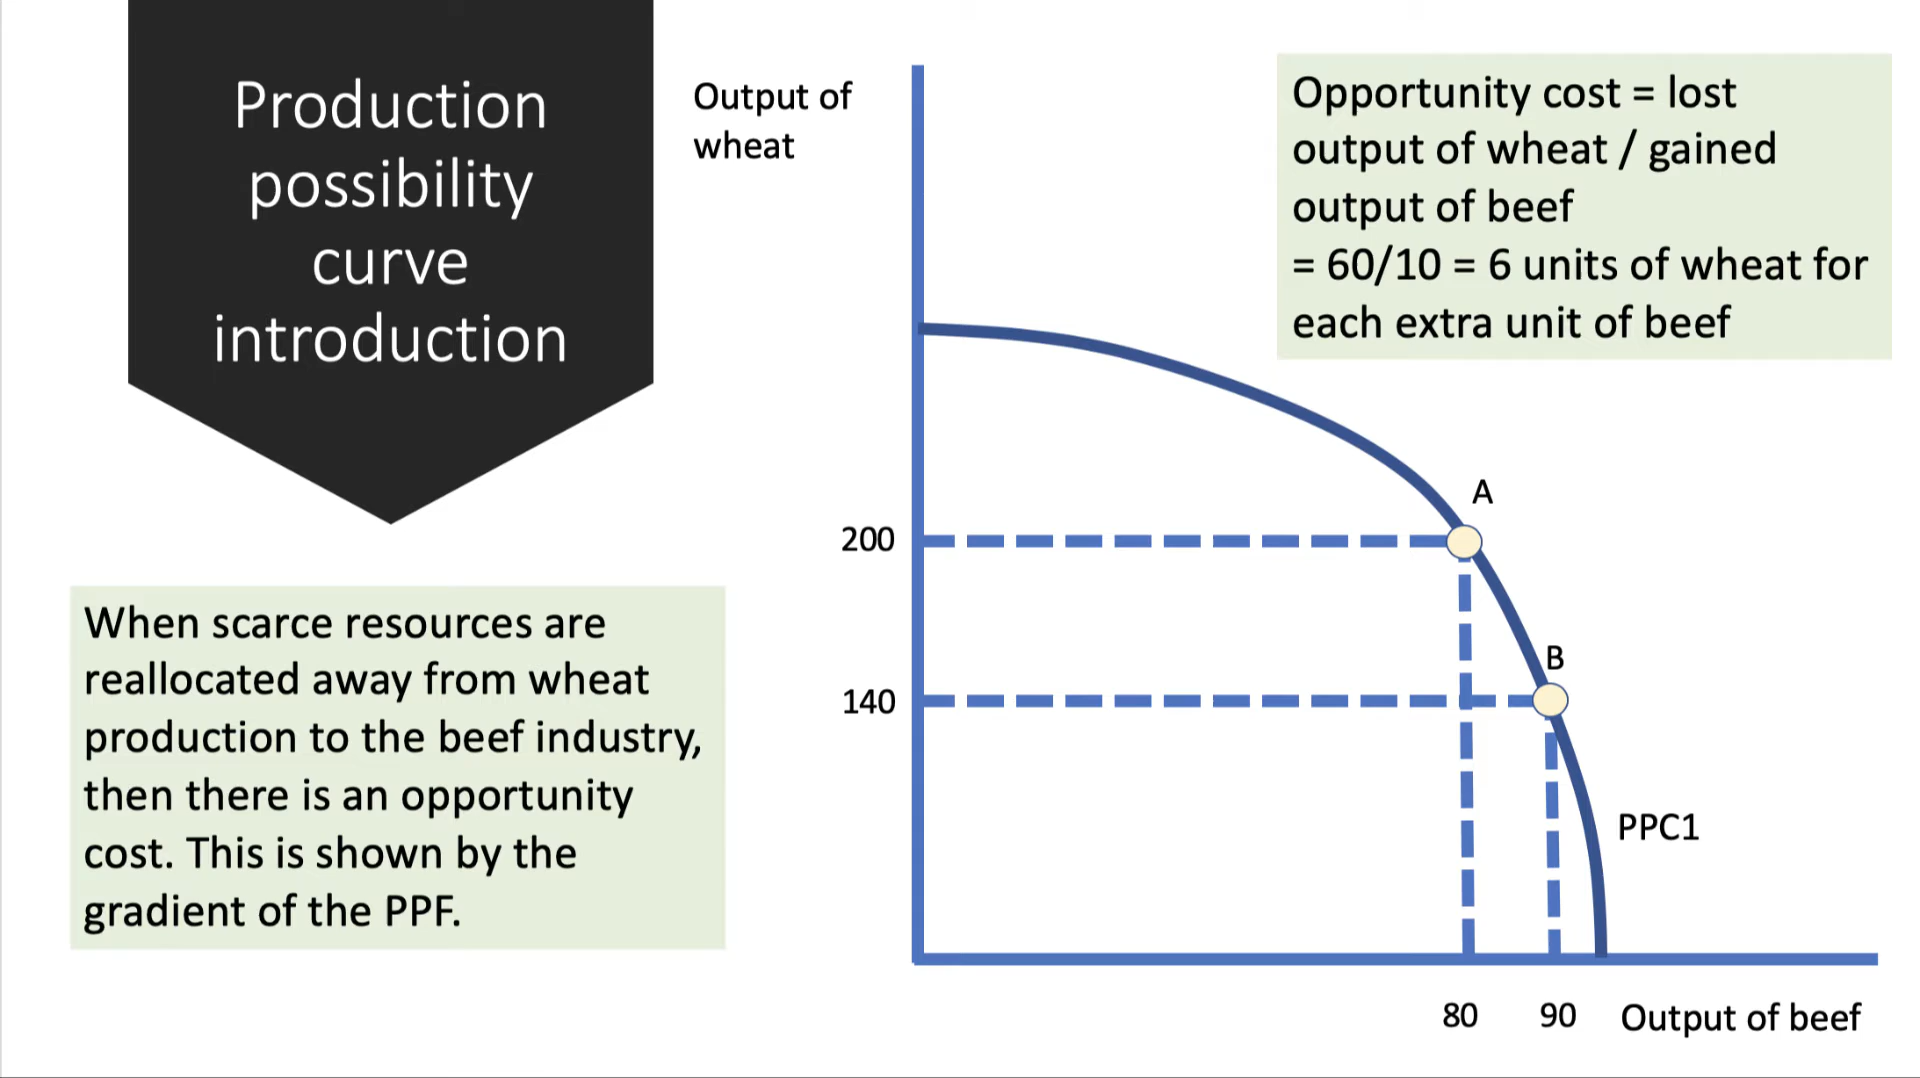 Production
possibility
curve
introduction
Output of
wheat
Opportunity cost = lost
output of wheat / gained
output of beef
= 60/10 = 6 units of wheat for
each extra unit of beef
A
200
B
140
When scarce resources are
reallocated away from wheat
production to the beef industry,
then there is an opportunity
cost. This is shown by the
gradient of the PPF.
PPC1
80
90
Output of beef